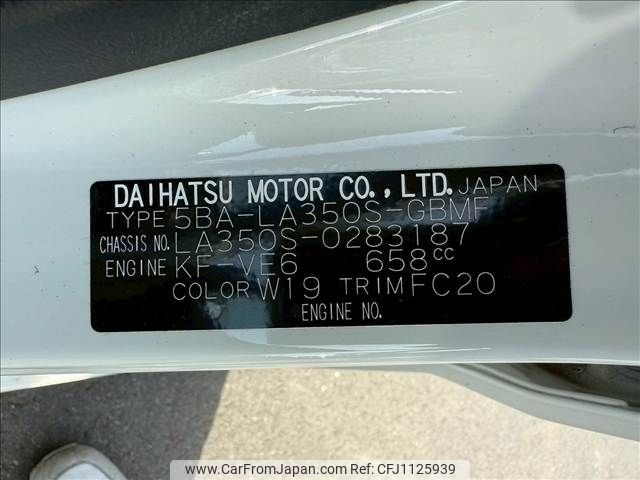 DAIHATSU MOTOR CO., LTD. JAPAN
TYPE 5BA-LA350S-GBMF
CHASSIS NO. LA350S-0283187
ENGINE KF-VE6 658cc
COLOR W19 TRIM FC20
ENGINE NO.
www.CarFromJapan.com | REF:CFJ1125939